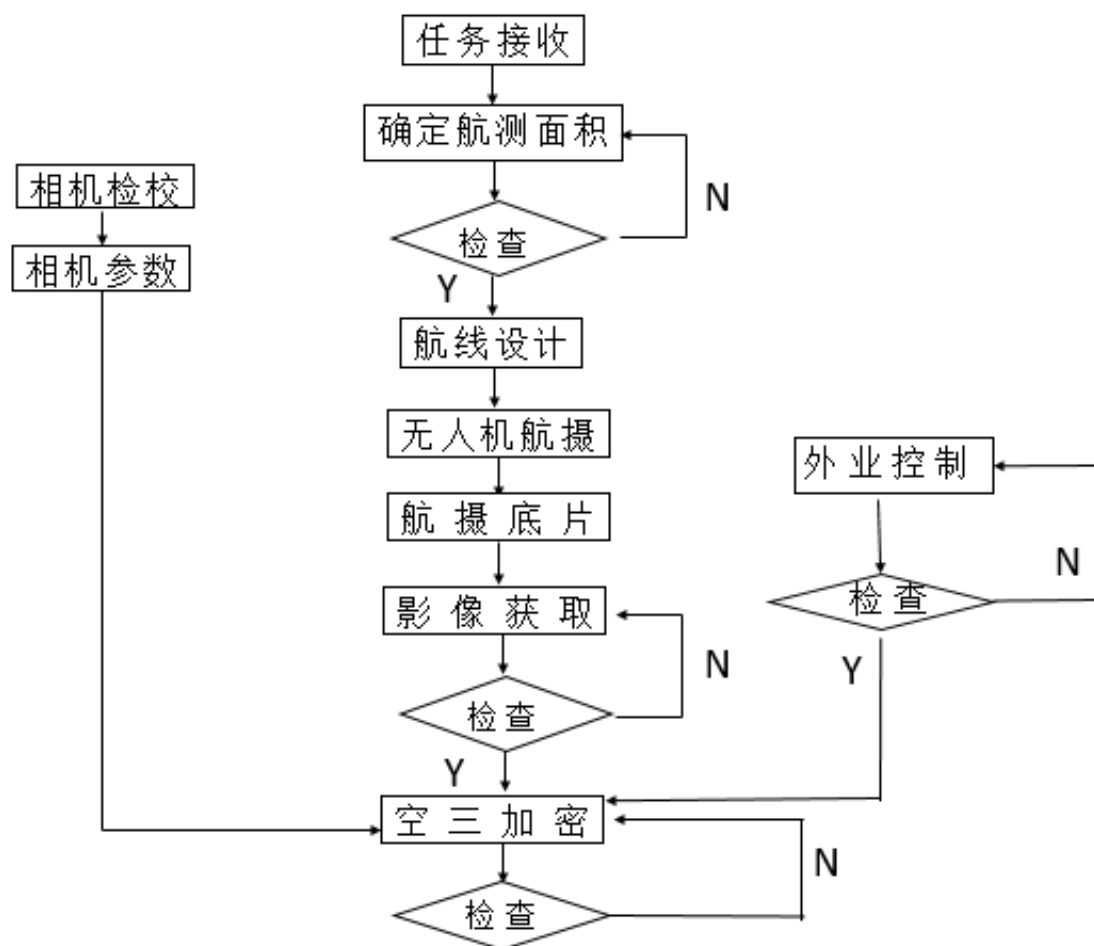 任务接收
确定航测面积
N
相机检校
检查
相机参数
Y
航线设计
无人机航摄
外业控制
航摄底片
N
检查
影像获取
N
Y
检查
Y
空三加密
N
检查